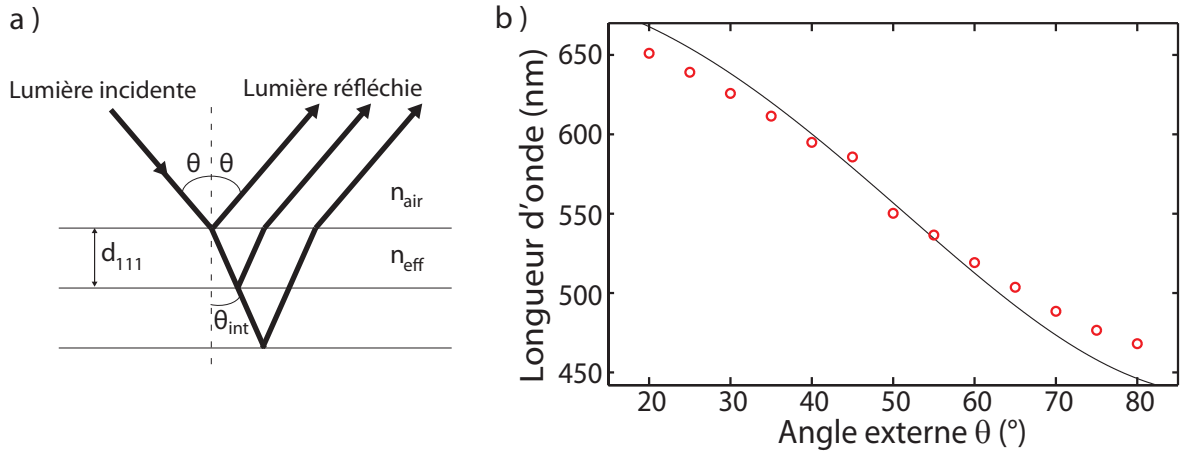 a )
Lumière incidente
Lumière réfléchie
θ θ
n_air
d_111
n_eff
θ_int
b )
Longueur d'onde (nm)
650
600
550
500
450
20 30 40 50 60 70 80
Angle externe θ (°)